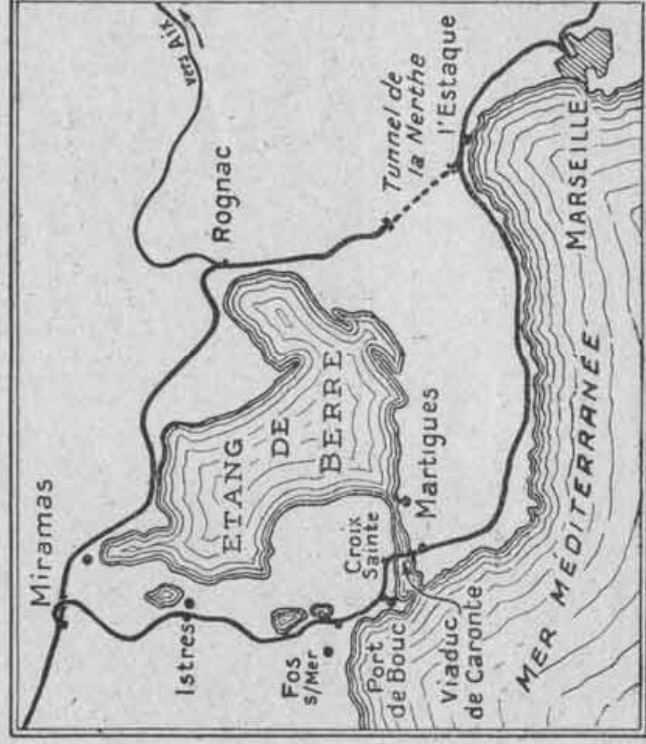 vers Aix
Miramas
Rognac
Tunnel de
la Nerthe
l'Estaque
ETANG
DE
BERRE
Istres
Fos
s/Mer
Croix
Sainte
Martigues
Port
de Bouc
Viaduc
de Caronte
MARSEILLE
MER MÉDITERRANÉE